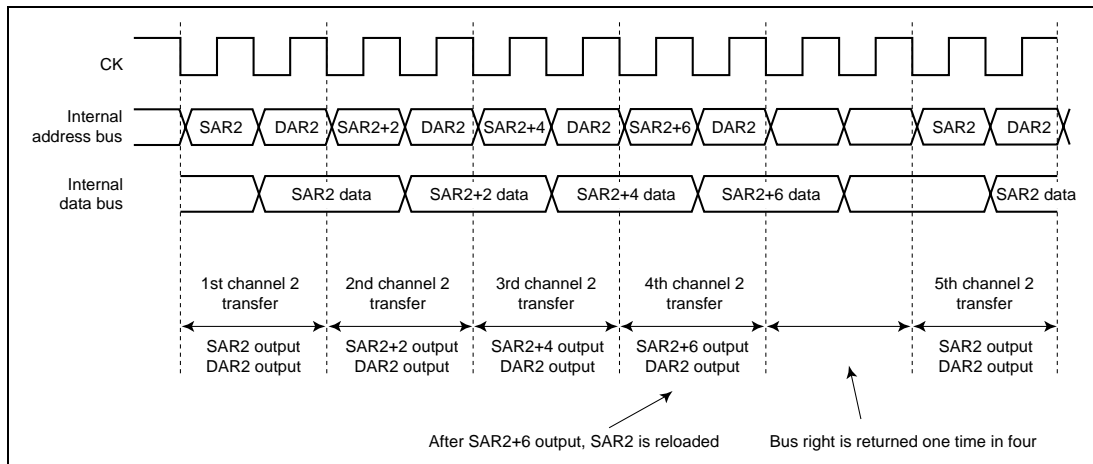 CK
Internal
address bus
SAR2 DAR2 SAR2+2 DAR2 SAR2+4 DAR2 SAR2+6 DAR2 SAR2 DAR2
Internal
data bus
SAR2 data SAR2+2 data SAR2+4 data SAR2+6 data SAR2 data
1st channel 2
transfer
2nd channel 2
transfer
3rd channel 2
transfer
4th channel 2
transfer
5th channel 2
transfer
SAR2 output
DAR2 output
SAR2+2 output
DAR2 output
SAR2+4 output
DAR2 output
SAR2+6 output
DAR2 output
SAR2 output
DAR2 output
After SAR2+6 output, SAR2 is reloaded
Bus right is returned one time in four